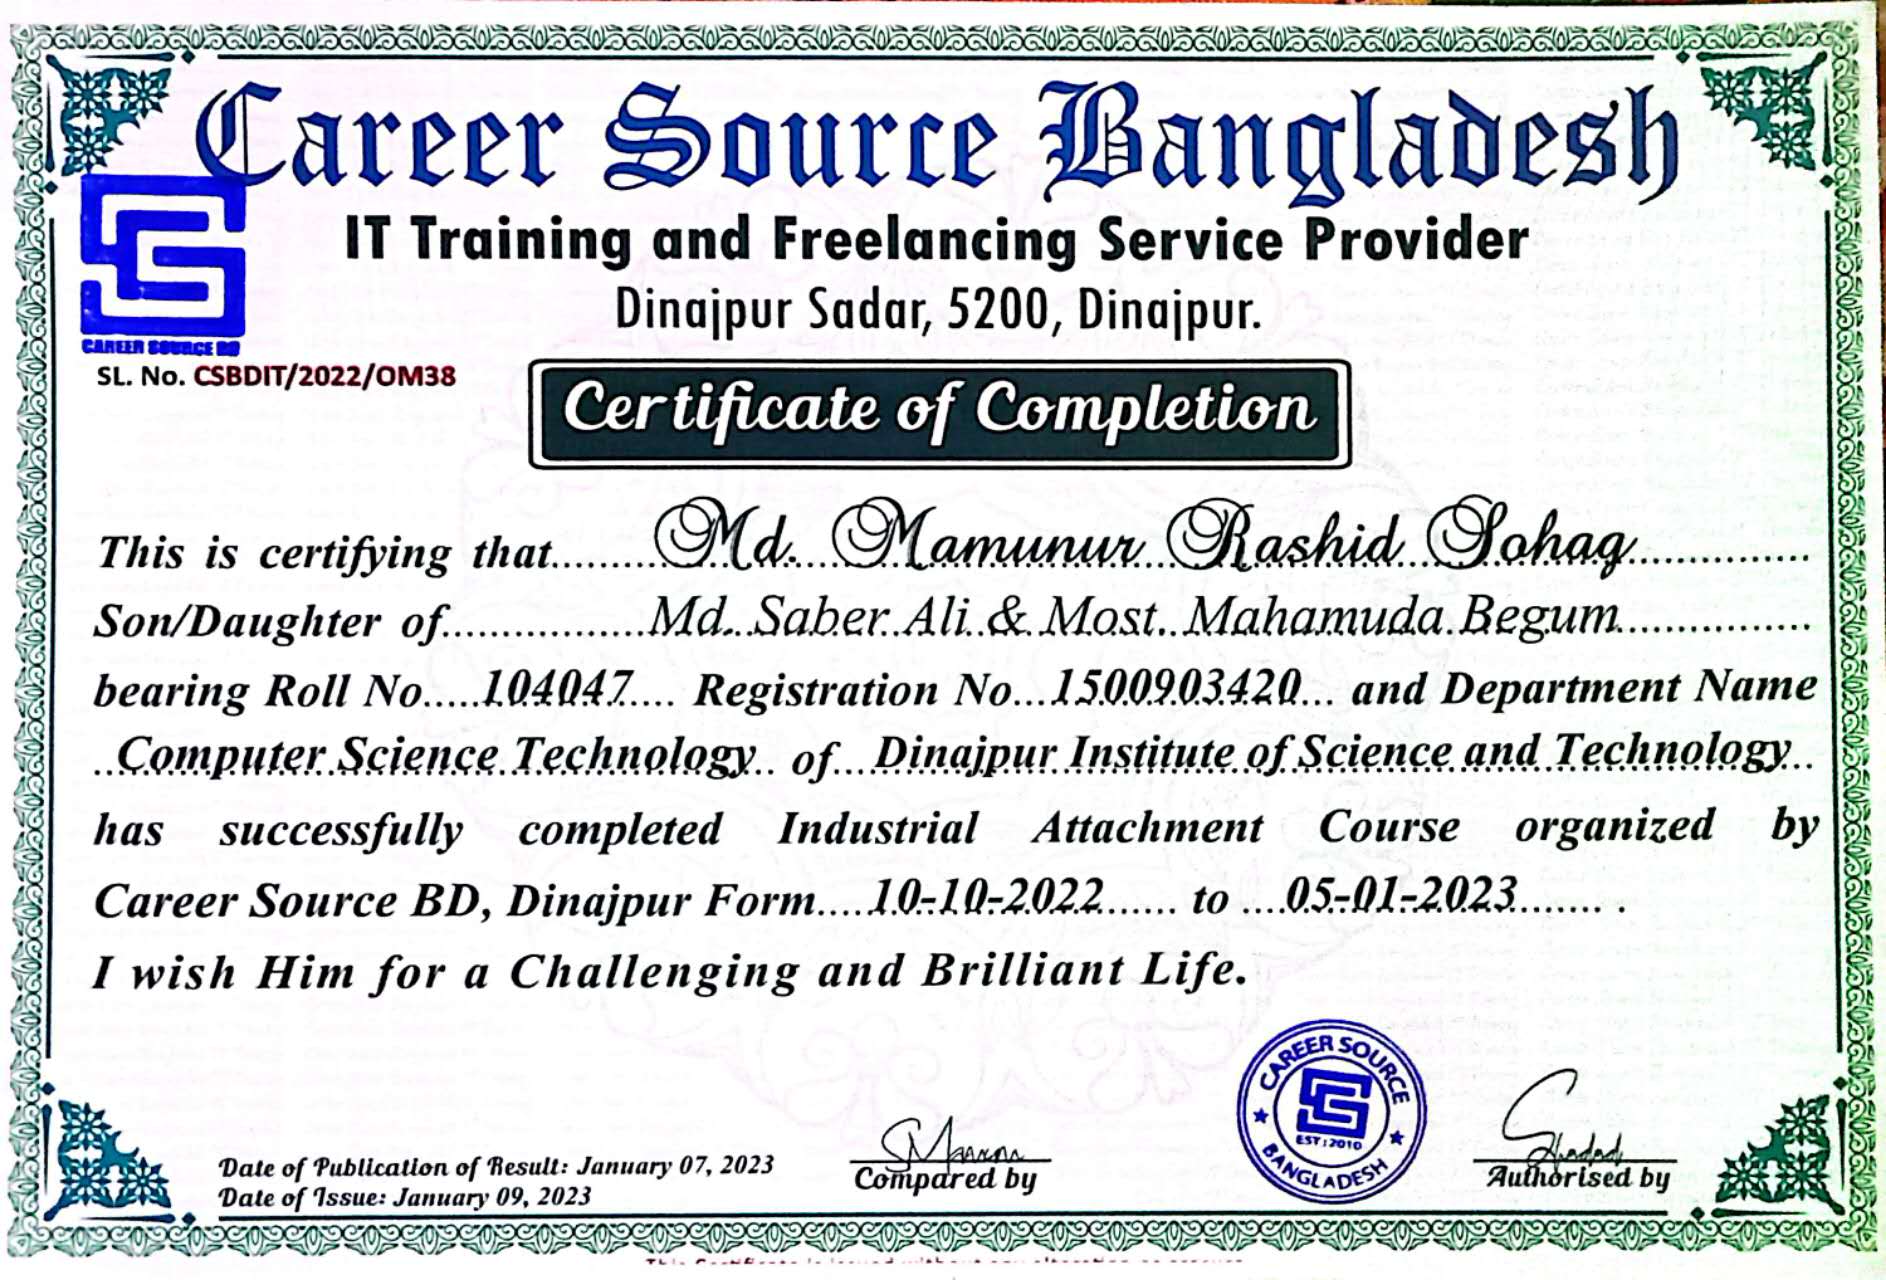 Career Source Bangladesh
IT Training and Freelancing Service Provider
Dinajpur Sadar, 5200, Dinajpur.
CAREER SOURCE BD
SL. No. CSBDIT/2022/OM38
Certificate of Completion
This is certifying that..........Md. Mamunur Rashid Sohag................
Son/Daughter of.................Md. Saber Ali & Most. Mahamuda Begum................
bearing Roll No.....104047.... Registration No...1500903420... and Department Name
..Computer Science Technology.. of...Dinajpur Institute of Science and Technology..
has successfully completed Industrial Attachment Course organized by
Career Source BD, Dinajpur Form.....10-10-2022...... to ....05-01-2023........ .
I wish Him for a Challenging and Brilliant Life.
CAREER SOURCE
EST:2010
BANGLADESH
Date of Publication of Result: January 07, 2023
Date of Issue: January 09, 2023
Compared by
Authorised by